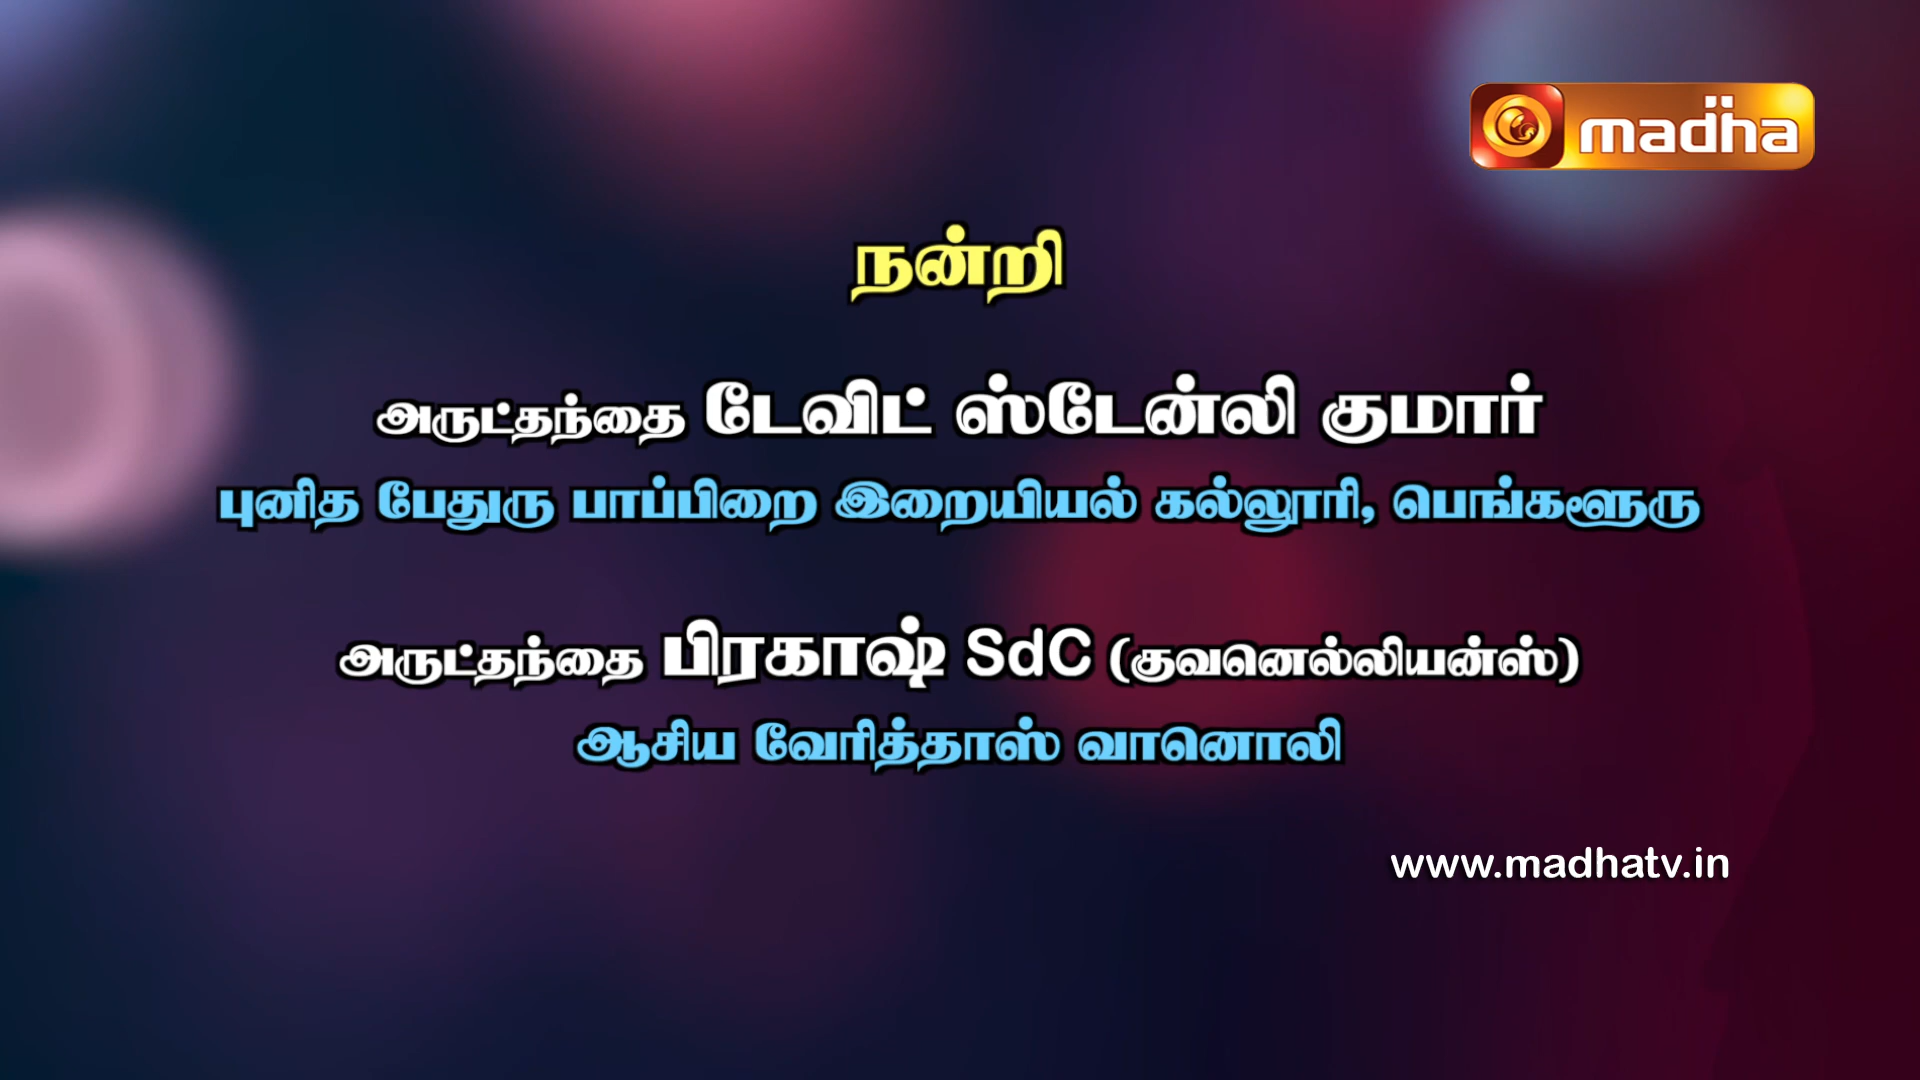 madha
நன்றி
அருட்தந்தை டேவிட் ஸ்டேன்லி குமார்
புனித பேதுரு பாப்பிறை இறையியல் கல்லூரி, பெங்களூரு
அருட்தந்தை பிரகாஷ் SdC (குவனெல்லியன்ஸ்)
ஆசிய வேரித்தாஸ் வானொலி
www.madhatv.in